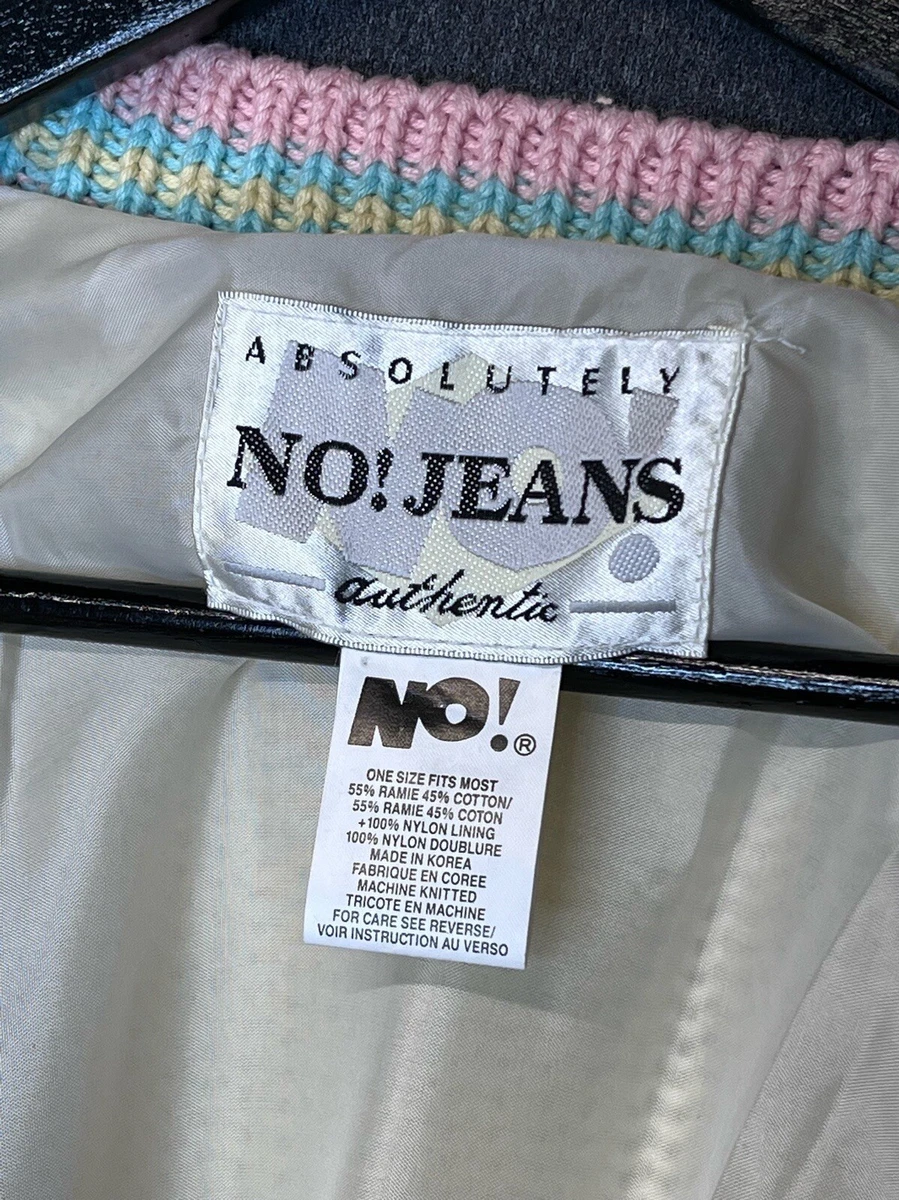 ABSOLUTELY
NO! JEANS
authentic
NO!®
ONE SIZE FITS MOST
55% RAMIE 45% COTTON/
55% RAMIE 45% COTON
+100% NYLON LINING
100% NYLON DOUBLURE
MADE IN KOREA
FABRIQUE EN COREE
MACHINE KNITTED
TRICOTE EN MACHINE
FOR CARE SEE REVERSE/
VOIR INSTRUCTION AU VERSO